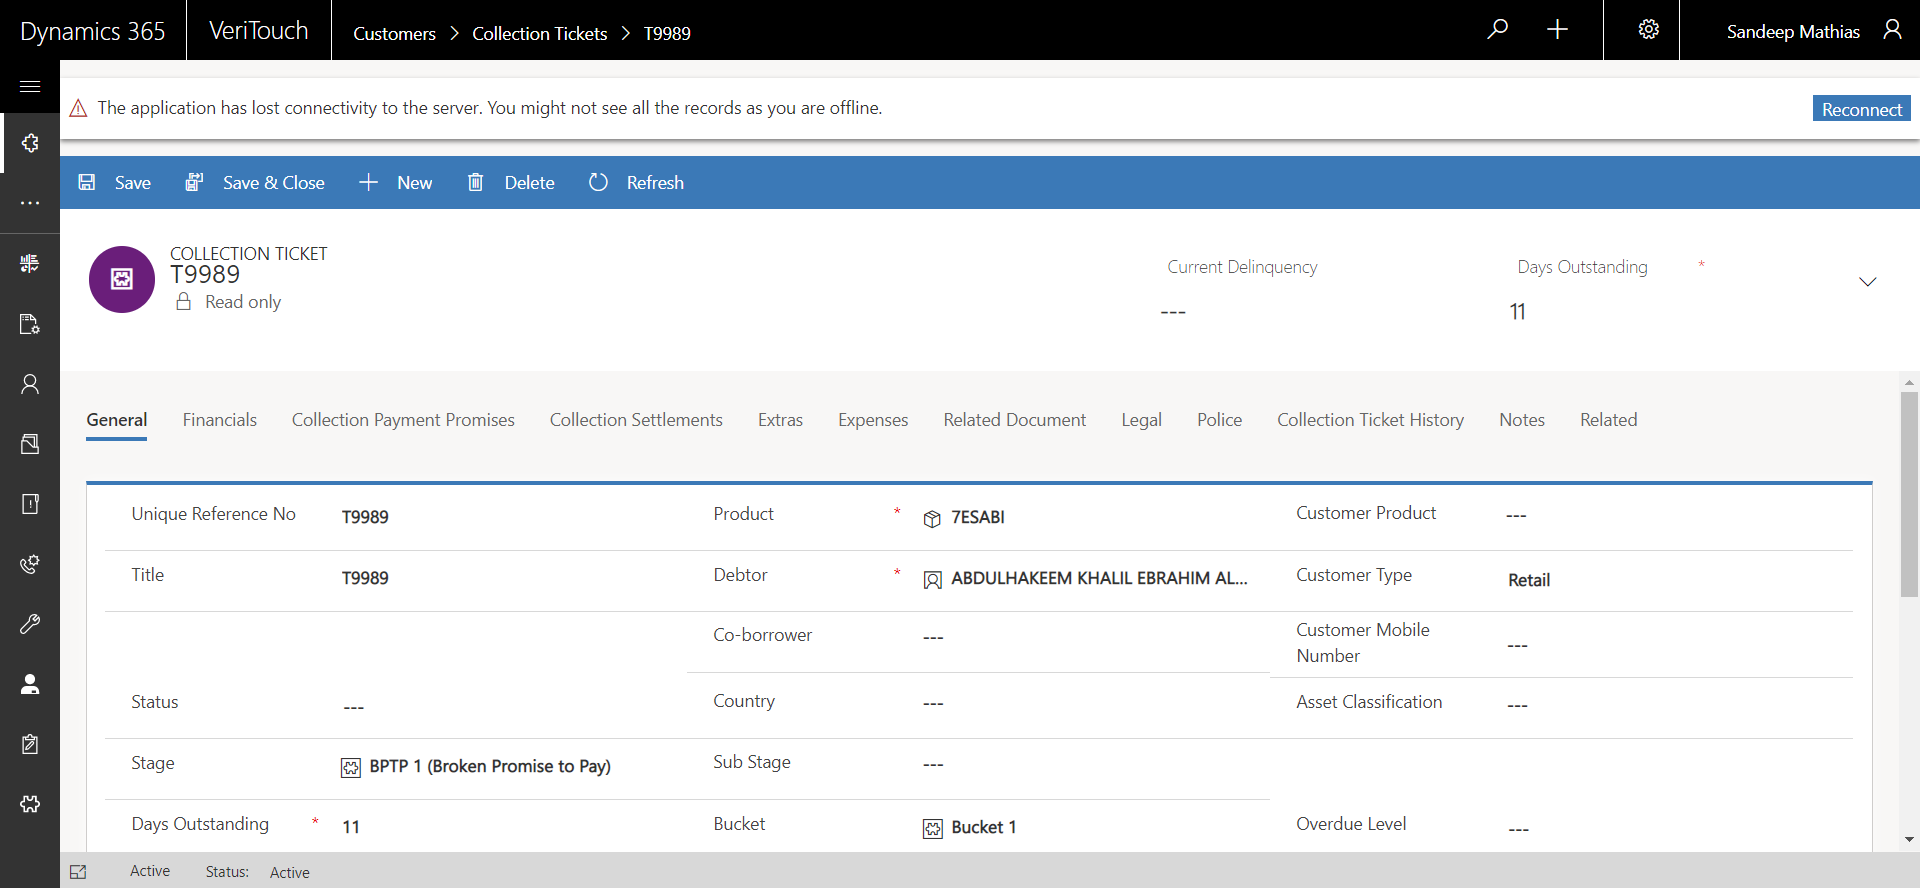 Dynamics 365
VeriTouch
Customers > Collection Tickets > T9989
Sandeep Mathias
The application has lost connectivity to the server. You might not see all the records as you are offline.
Reconnect
Save
Save & Close
New
Delete
Refresh
COLLECTION TICKET
T9989
Read only
Current Delinquency
---
Days Outstanding *
11
General
Financials
Collection Payment Promises
Collection Settlements
Extras
Expenses
Related Document
Legal
Police
Collection Ticket History
Notes
Related
Unique Reference No T9989
Product * 7ESABI
Customer Product ---
Title T9989
Debtor * ABDULHAKEEM KHALIL EBRAHIM AL...
Customer Type Retail
Co-borrower ---
Customer Mobile
Number ---
Status ---
Country ---
Asset Classification ---
Stage BPTP 1 (Broken Promise to Pay)
Sub Stage ---
Days Outstanding * 11
Bucket Bucket 1
Overdue Level ---
Active
Status: Active